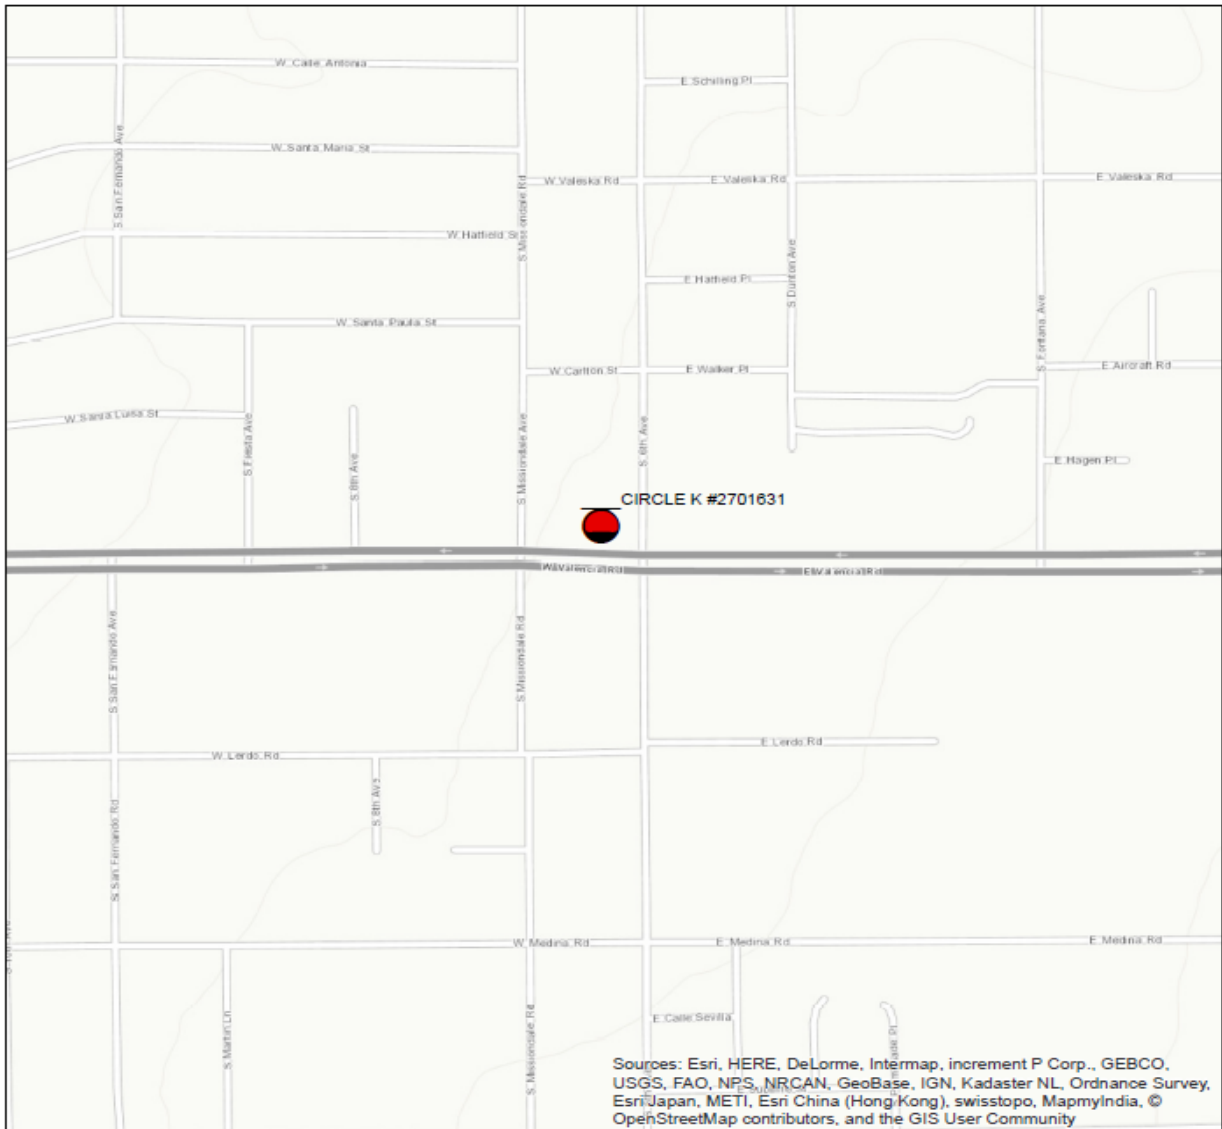 W Calle Antonia
E Schilling Pl
S San Fernando Ave
W Santa Maria St
S Missiondale Rd
W Valeska Rd
E Valeska Rd
E Valeska Rd
W Hatfield St
S Dunton Ave
E Hatfield Pl
W Santa Paula St
S Fontana Ave
W Carlton St
E Walker Pl
E Aircraft Rd
W Santa Luisa St
S Fiesta Ave
S 8th Ave
S Missiondale Ave
S 6th Ave
E Hagen Pl
CIRCLE K #2701631
W Valencia Rd
E Valencia Rd
S San Fernando Ave
S Missiondale Rd
W Lerdo Rd
E Lerdo Rd
S 8th Ave
S San Fernando Rd
W Medina Rd
E Medina Rd
E Medina Rd
S Martin Ln
S Missiondale Rd
E Calle Sevilla
Sources: Esri, HERE, DeLorme, Intermap, increment P Corp., GEBCO,
USGS, FAO, NPS, NRCAN, GeoBase, IGN, Kadaster NL, Ordnance Survey,
Esri Japan, METI, Esri China (Hong Kong), swisstopo, MapmyIndia, ©
OpenStreetMap contributors, and the GIS User Community